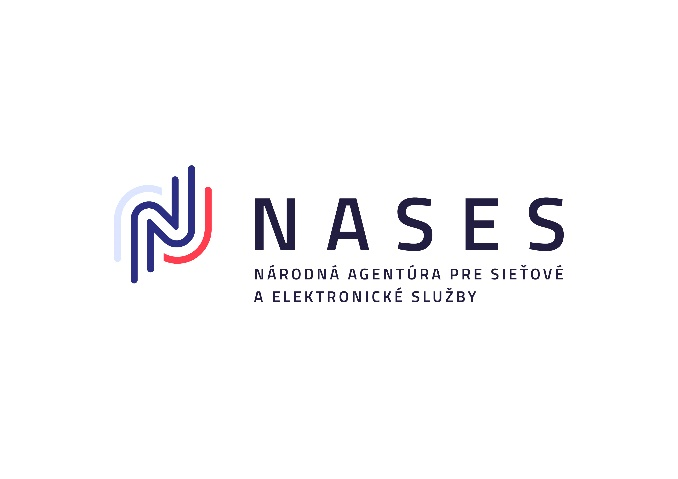 NASES
NÁRODNÁ AGENTÚRA PRE SIEŤOVÉ
A ELEKTRONICKÉ SLUŽBY